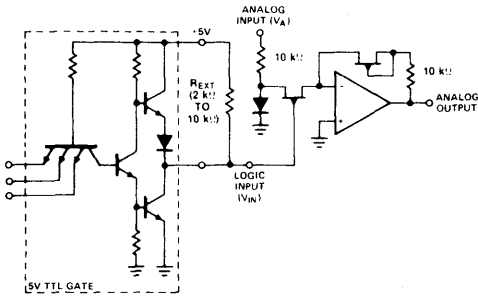 +5V
REXT
(2 kΩ
TO
10 kΩ)
ANALOG
INPUT (VA)
10 kΩ
10 kΩ
-
+
ANALOG
OUTPUT
LOGIC
INPUT
(VIN)
5V TTL GATE